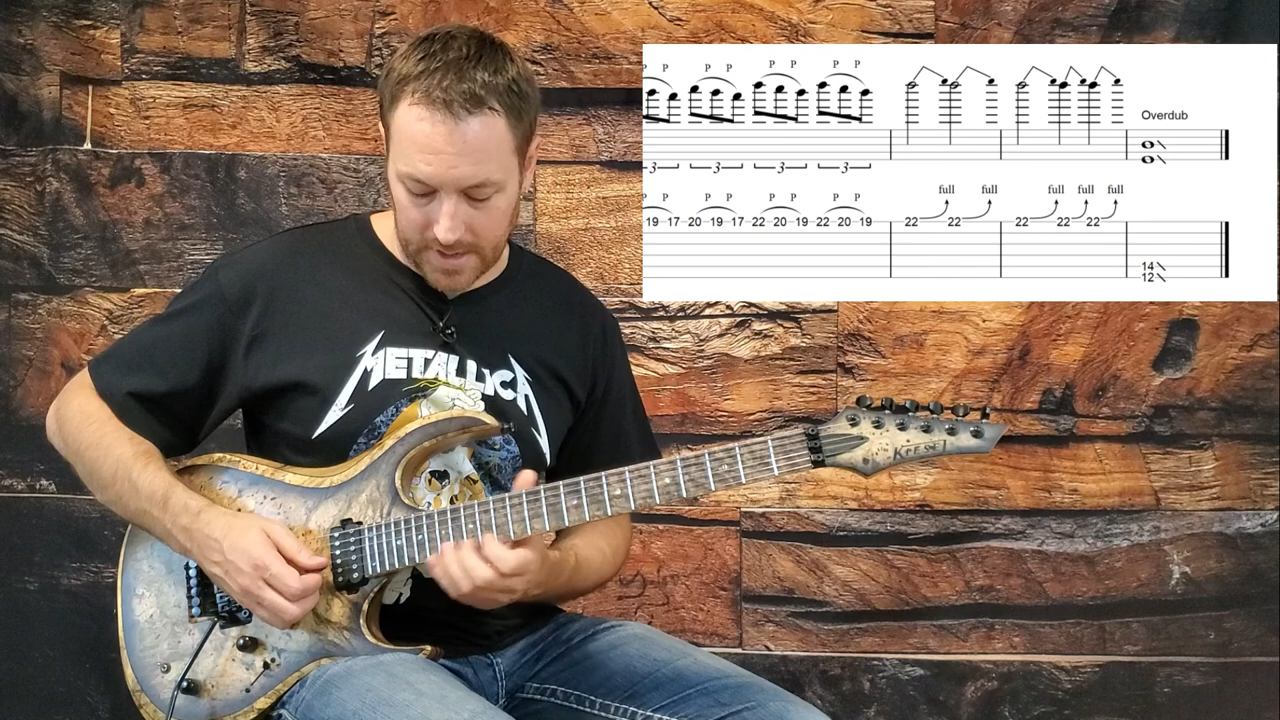 P P P P P P P P
Overdub
3 3 3 3
P P P P P P P full full full full full
19 17 20 19 17 22 20 19 22 20 19 22 22 22 22 22
14
12
METALLICA